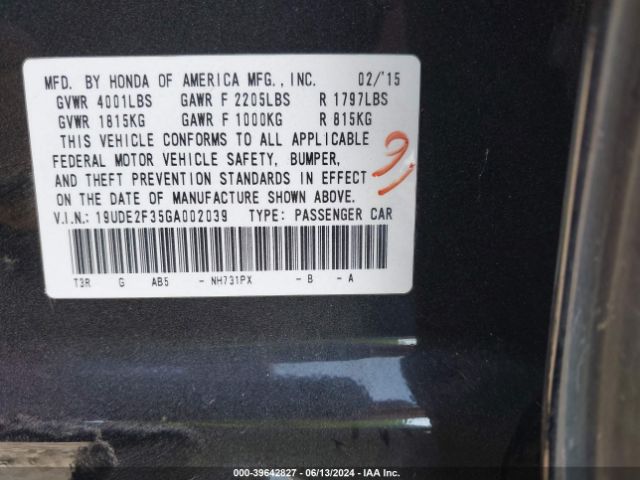 MFD. BY HONDA OF AMERICA MFG., INC. 02/'15
GVWR 4001LBS GAWR F 2205LBS R 1797LBS
GVWR 1815KG GAWR F 1000KG R 815KG
THIS VEHICLE CONFORMS TO ALL APPLICABLE
FEDERAL MOTOR VEHICLE SAFETY, BUMPER,
AND THEFT PREVENTION STANDARDS IN EFFECT
ON THE DATE OF MANUFACTURE SHOWN ABOVE.
V.I.N.: 19UDE2F35GA002039 TYPE: PASSENGER CAR
T3R G AB5 - NH731PX - B - A
000-39642827 - 06/13/2024 - IAA Inc.